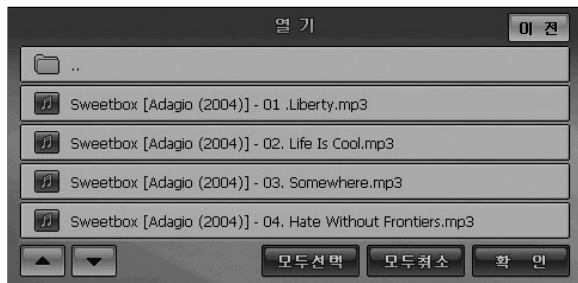 열 기
이 전
..
Sweetbox [Adagio (2004)] - 01 .Liberty.mp3
Sweetbox [Adagio (2004)] - 02. Life Is Cool.mp3
Sweetbox [Adagio (2004)] - 03. Somewhere.mp3
Sweetbox [Adagio (2004)] - 04. Hate Without Frontiers.mp3
모두선택 모두취소 확 인